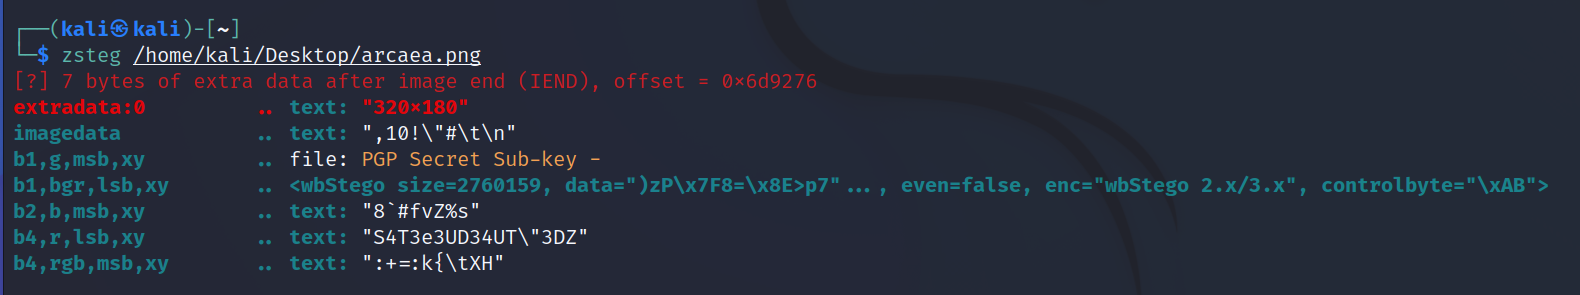 ┌──(kali㉿kali)-[~]
└─$ zsteg /home/kali/Desktop/arcaea.png
[?] 7 bytes of extra data after image end (IEND), offset = 0×6d9276
extradata:0 .. text: "320×180"
imagedata .. text: ",10!\"#\t\n"
b1,g,msb,xy .. file: PGP Secret Sub-key -
b1,bgr,lsb,xy .. <wbStego size=2760159, data=")zP\x7F8=\x8E>p7"..., even=false, enc="wbStego 2.x/3.x", controlbyte="\xAB">
b2,b,msb,xy .. text: "8`#fvZ%s"
b4,r,lsb,xy .. text: "S4T3e3UD34UT\"3DZ"
b4,rgb,msb,xy .. text: ":+=:k{\tXH"